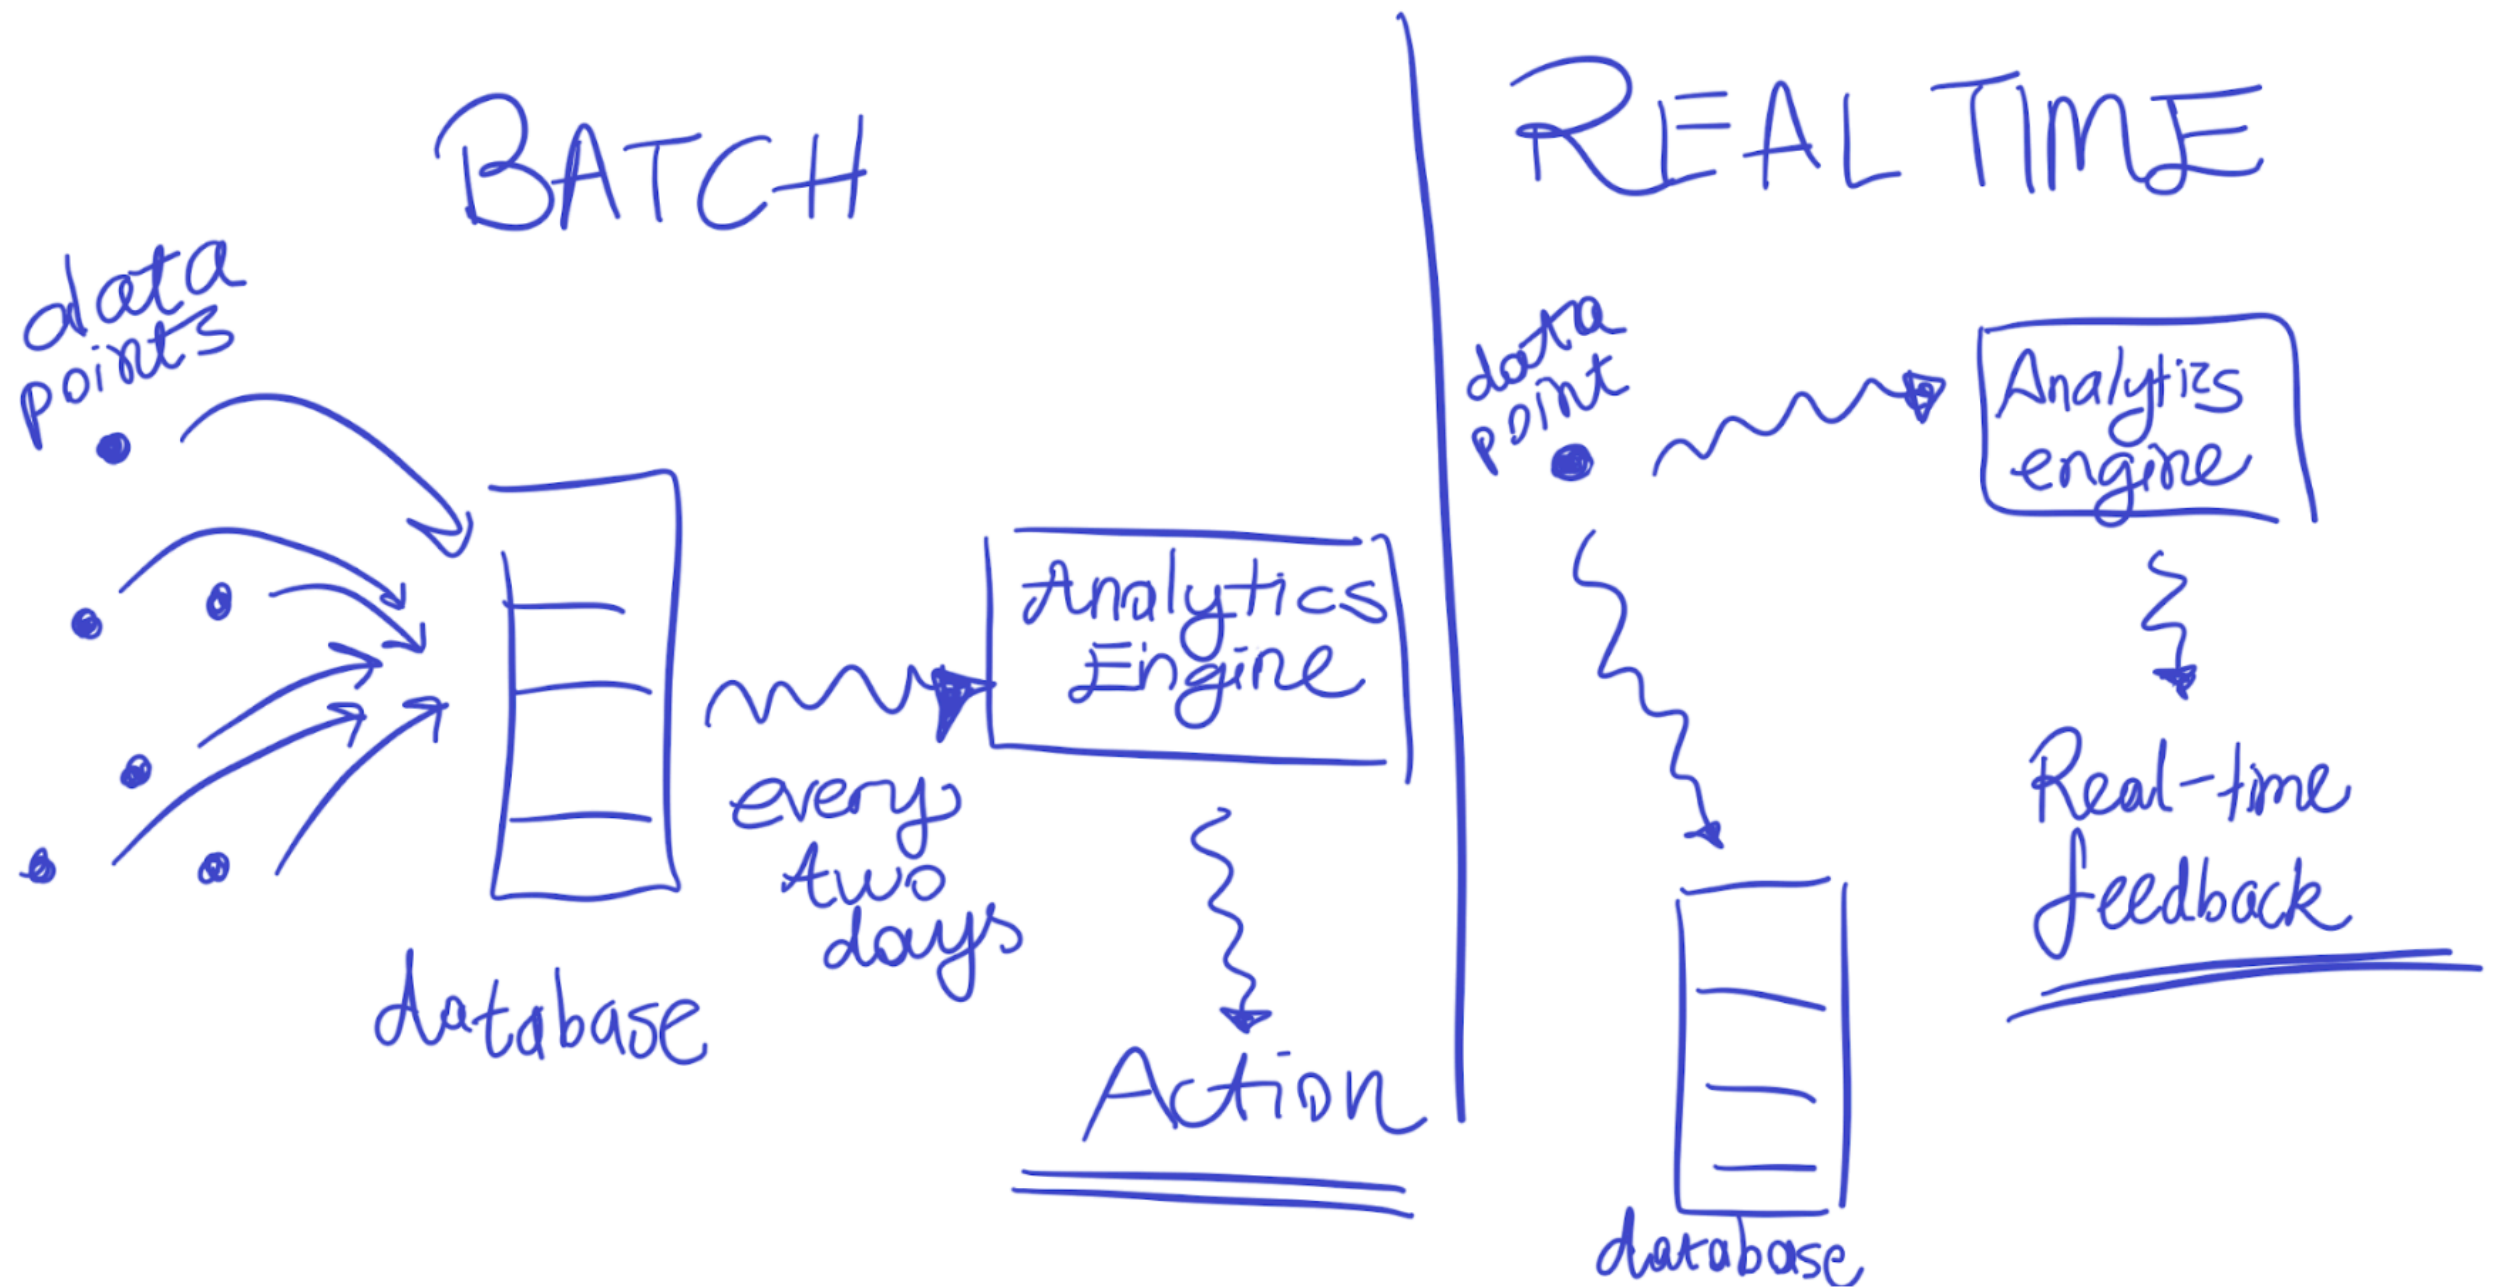 BATCH
data
points
database
every
two
days
Analytics
Engine
Action
REAL TIME
data
point
Analytics
engine
Real-time
feedback
database